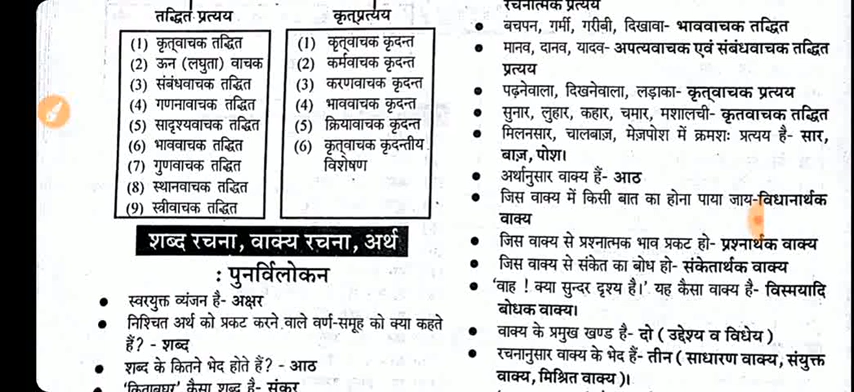 तद्धित प्रत्यय
(1) कृतृवाचक तद्धित
(2) ऊन (लघुता) वाचक
(3) संबंधवाचक तद्धित
(4) गणनावाचक तद्धित
(5) सादृश्यवाचक तद्धित
(6) भाववाचक तद्धित
(7) गुणवाचक तद्धित
(8) स्थानवाचक तद्धित
(9) स्त्रीवाचक तद्धित
कृत्प्रत्यय
(1) कृतृवाचक कृदन्त
(2) कर्मवाचक कृदन्त
(3) करणवाचक कृदन्त
(4) भाववाचक कृदन्त
(5) क्रियावाचक कृदन्त
(6) कृतृवाचक कृदन्तीय
विशेषण
शब्द रचना, वाक्य रचना, अर्थ
: पुनर्विलोकन
• स्वरयुक्त व्यंजन है- अक्षर
• निश्चित अर्थ को प्रकट करने वाले वर्ण-समूह को क्या कहते
हैं? - शब्द
• शब्द के कितने भेद होते हैं? - आठ
• 'किताबघर' कैसा शब्द है- संकर
रचनात्मक प्रत्यय
• बचपन, गर्मी, गरीबी, दिखावा- भाववाचक तद्धित
• मानव, दानव, यादव- अपत्यवाचक एवं संबंधवाचक तद्धित
प्रत्यय
• पढ़नेवाला, दिखनेवाला, लड़ाका- कृत्वाचक प्रत्यय
• सुनार, लुहार, कहार, चमार, मशालची- कृतवाचक तद्धित
• मिलनसार, चालबाज़, मेज़पोश में क्रमशः प्रत्यय है- सार,
बाज़, पोश।
• अर्थानुसार वाक्य हैं- आठ
• जिस वाक्य में किसी बात का होना पाया जाय-विधानार्थक
वाक्य
• जिस वाक्य से प्रश्नात्मक भाव प्रकट हो- प्रश्नार्थक वाक्य
• जिस वाक्य से संकेत का बोध हो- संकेतार्थक वाक्य
• 'वाह ! क्या सुन्दर दृश्य है।' यह कैसा वाक्य है- विस्मयादि
बोधक वाक्य।
• वाक्य के प्रमुख खण्ड है- दो ( उद्देश्य व विधेय )
• रचनानुसार वाक्य के भेद हैं- तीन ( साधारण वाक्य, संयुक्त
वाक्य, मिश्रित वाक्य )।